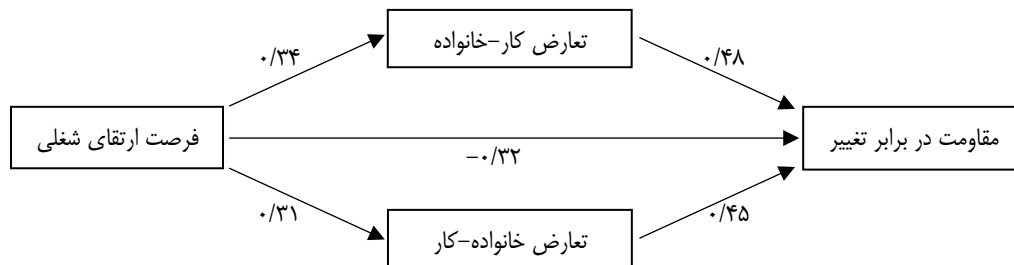 تعارض کار-خانواده
۰/۳۴
۰/۴۸
فرصت ارتقای شغلی
مقاومت در برابر تغییر
-۰/۳۲
۰/۳۱
۰/۴۵
تعارض خانواده-کار